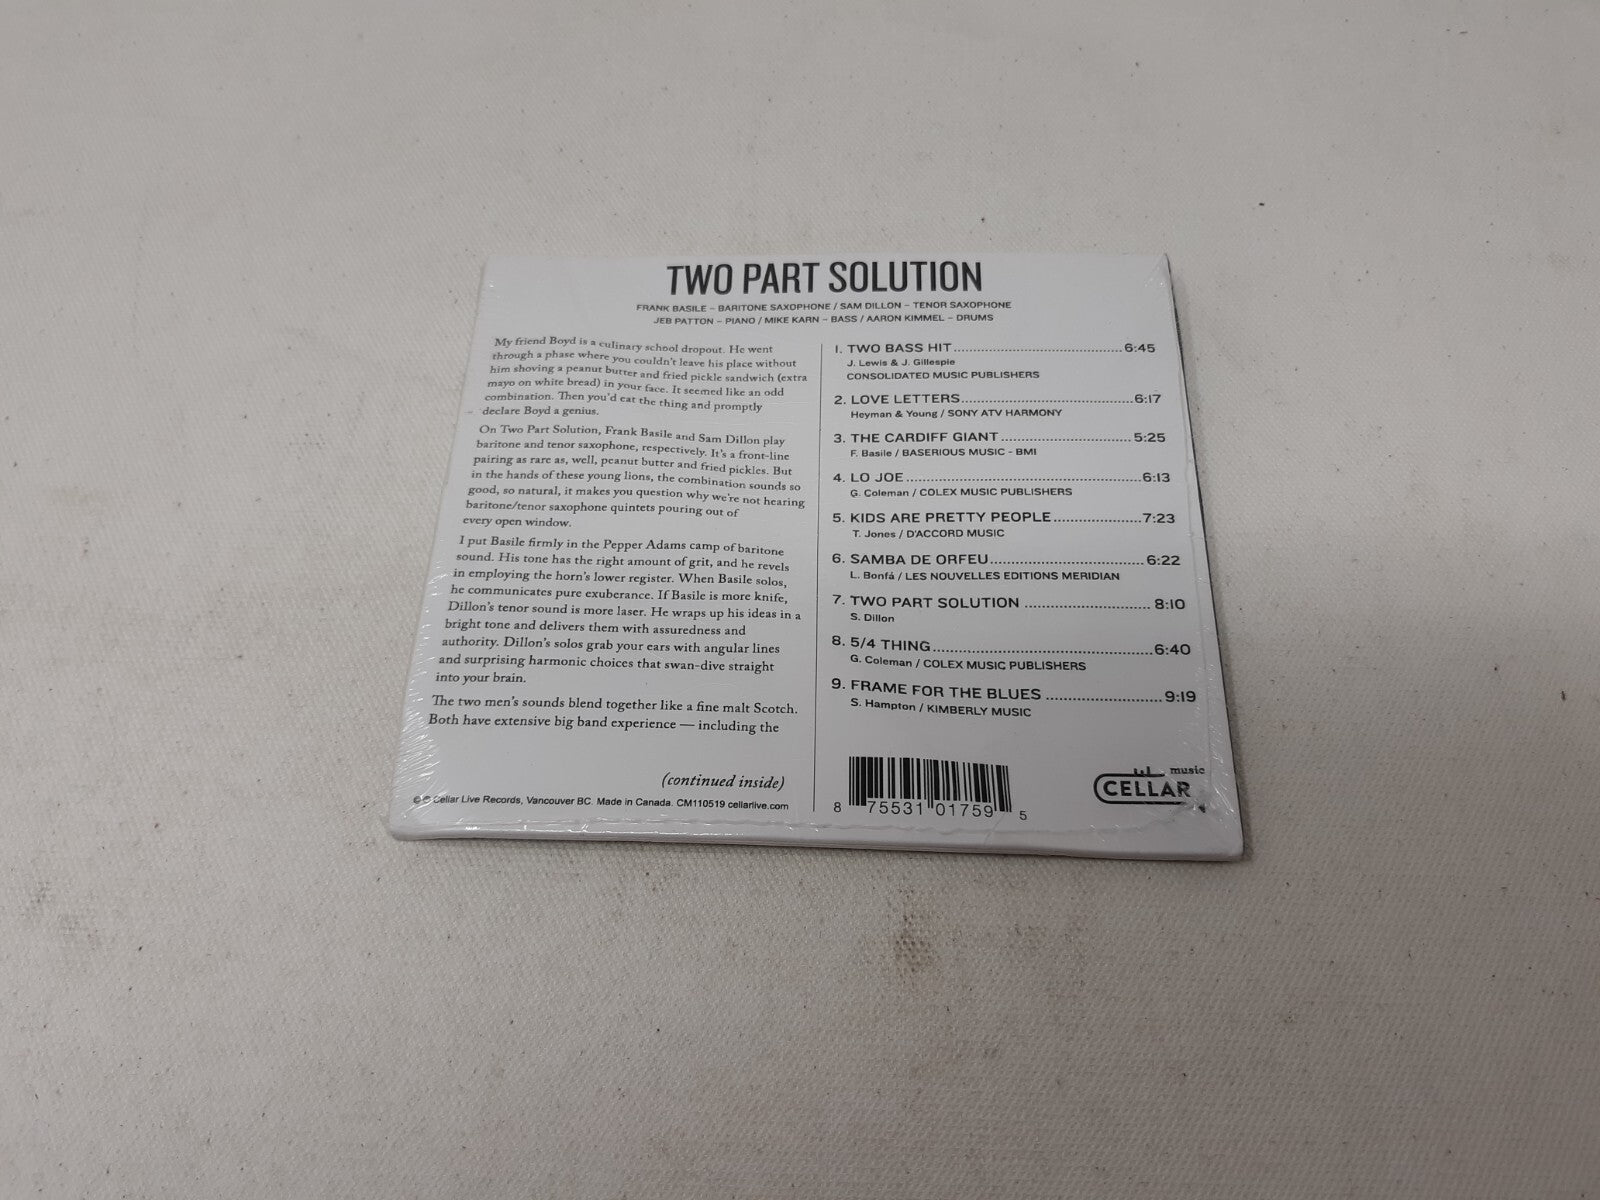 TWO PART SOLUTION
FRANK BASILE – BARITONE SAXOPHONE / SAM DILLON – TENOR SAXOPHONE
JEB PATTON – PIANO / MIKE KARN – BASS / AARON KIMMEL – DRUMS
My friend Boyd is a culinary school dropout. He went
through a phase where you couldn't leave his place without
him shoving a peanut butter and fried pickle sandwich (extra
mayo on white bread) in your face. It seemed like an odd
combination. Then you'd eat the thing and promptly
declare Boyd a genius.
On Two Part Solution, Frank Basile and Sam Dillon play
baritone and tenor saxophone, respectively. It's a front-line
pairing as rare as, well, peanut butter and fried pickles. But
in the hands of these young lions, the combination sounds so
good, so natural, it makes you question why we're not hearing
baritone/tenor saxophone quintets pouring out of
every open window.
I put Basile firmly in the Pepper Adams camp of baritone
sound. His tone has the right amount of grit, and he revels
in employing the horn's lower register. When Basile solos,
he communicates pure exuberance. If Basile is more knife,
Dillon's tenor sound is more laser. He wraps up his ideas in a
bright tone and delivers them with assuredness and
authority. Dillon's solos grab your ears with angular lines
and surprising harmonic choices that swan-dive straight
into your brain.
The two men's sounds blend together like a fine malt Scotch.
Both have extensive big band experience — including the
(continued inside)
℗© Cellar Live Records, Vancouver BC. Made in Canada. CM110519 cellarlive.com
1. TWO BASS HIT........................6:45
J. Lewis & J. Gillespie
CONSOLIDATED MUSIC PUBLISHERS
2. LOVE LETTERS........................6:17
Heyman & Young / SONY ATV HARMONY
3. THE CARDIFF GIANT ..................5:25
F. Basile / BASERIOUS MUSIC - BMI
4. LO JOE ..............................6:13
G. Coleman / COLEX MUSIC PUBLISHERS
5. KIDS ARE PRETTY PEOPLE..............7:23
T. Jones / D'ACCORD MUSIC
6. SAMBA DE ORFEU......................6:22
L. Bonfá / LES NOUVELLES EDITIONS MERIDIAN
7. TWO PART SOLUTION .................. 8:10
S. Dillon
8. 5/4 THING............................6:40
G. Coleman / COLEX MUSIC PUBLISHERS
9. FRAME FOR THE BLUES ................9:19
S. Hampton / KIMBERLY MUSIC
8 75531 01759 5
music
CELLAR